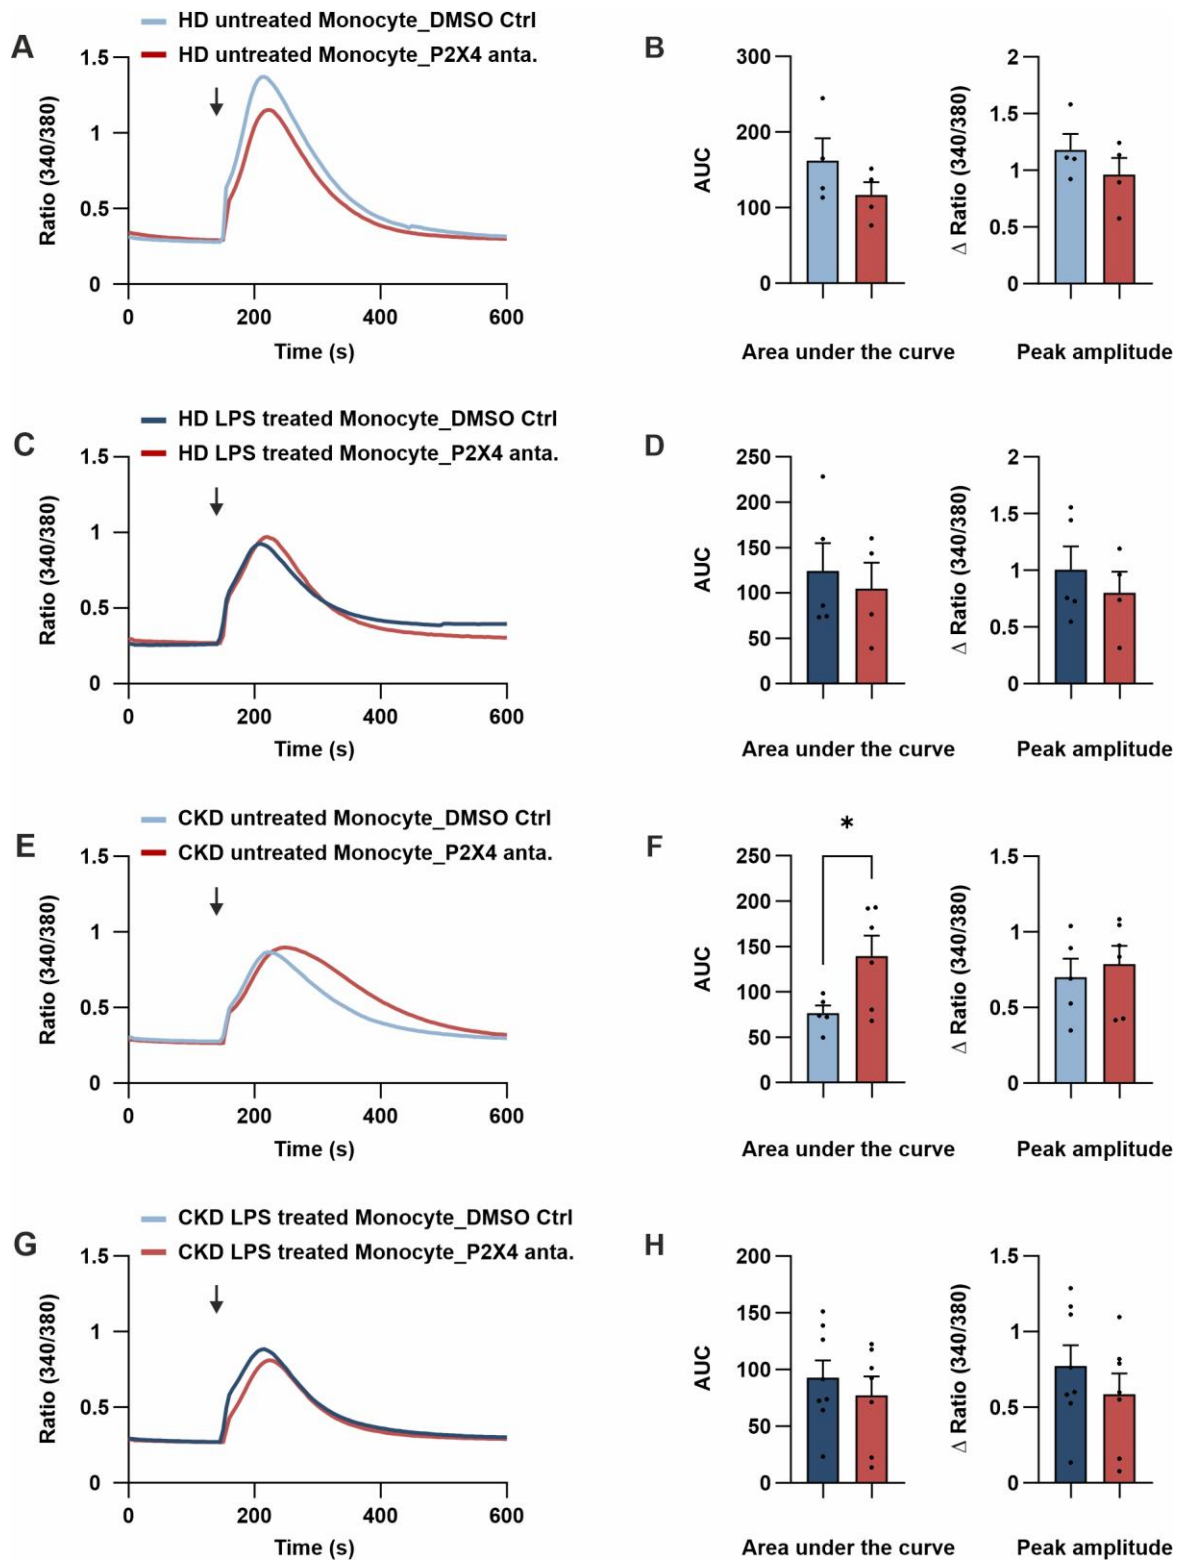 HD untreated Monocyte_DMSO Ctrl
HD untreated Monocyte_P2X4 anta.
A
1.5
1
0.5
0
Ratio (340/380)
0 200 400 600
Time (s)
B
300
200
100
0
AUC
Area under the curve
2
1.5
1
0.5
0
Δ Ratio (340/380)
Peak amplitude
HD LPS treated Monocyte_DMSO Ctrl
HD LPS treated Monocyte_P2X4 anta.
C
1.5
1
0.5
0
Ratio (340/380)
0 200 400 600
Time (s)
D
250
200
150
100
50
0
AUC
Area under the curve
2
1.5
1
0.5
0
Δ Ratio (340/380)
Peak amplitude
CKD untreated Monocyte_DMSO Ctrl
CKD untreated Monocyte_P2X4 anta.
E
1.5
1
0.5
0
Ratio (340/380)
0 200 400 600
Time (s)
F
*
250
200
150
100
50
0
AUC
Area under the curve
1.5
1
0.5
0
Δ Ratio (340/380)
Peak amplitude
CKD LPS treated Monocyte_DMSO Ctrl
CKD LPS treated Monocyte_P2X4 anta.
G
1.5
1
0.5
0
Ratio (340/380)
0 200 400 600
Time (s)
H
200
150
100
50
0
AUC
Area under the curve
1.5
1
0.5
0
Δ Ratio (340/380)
Peak amplitude